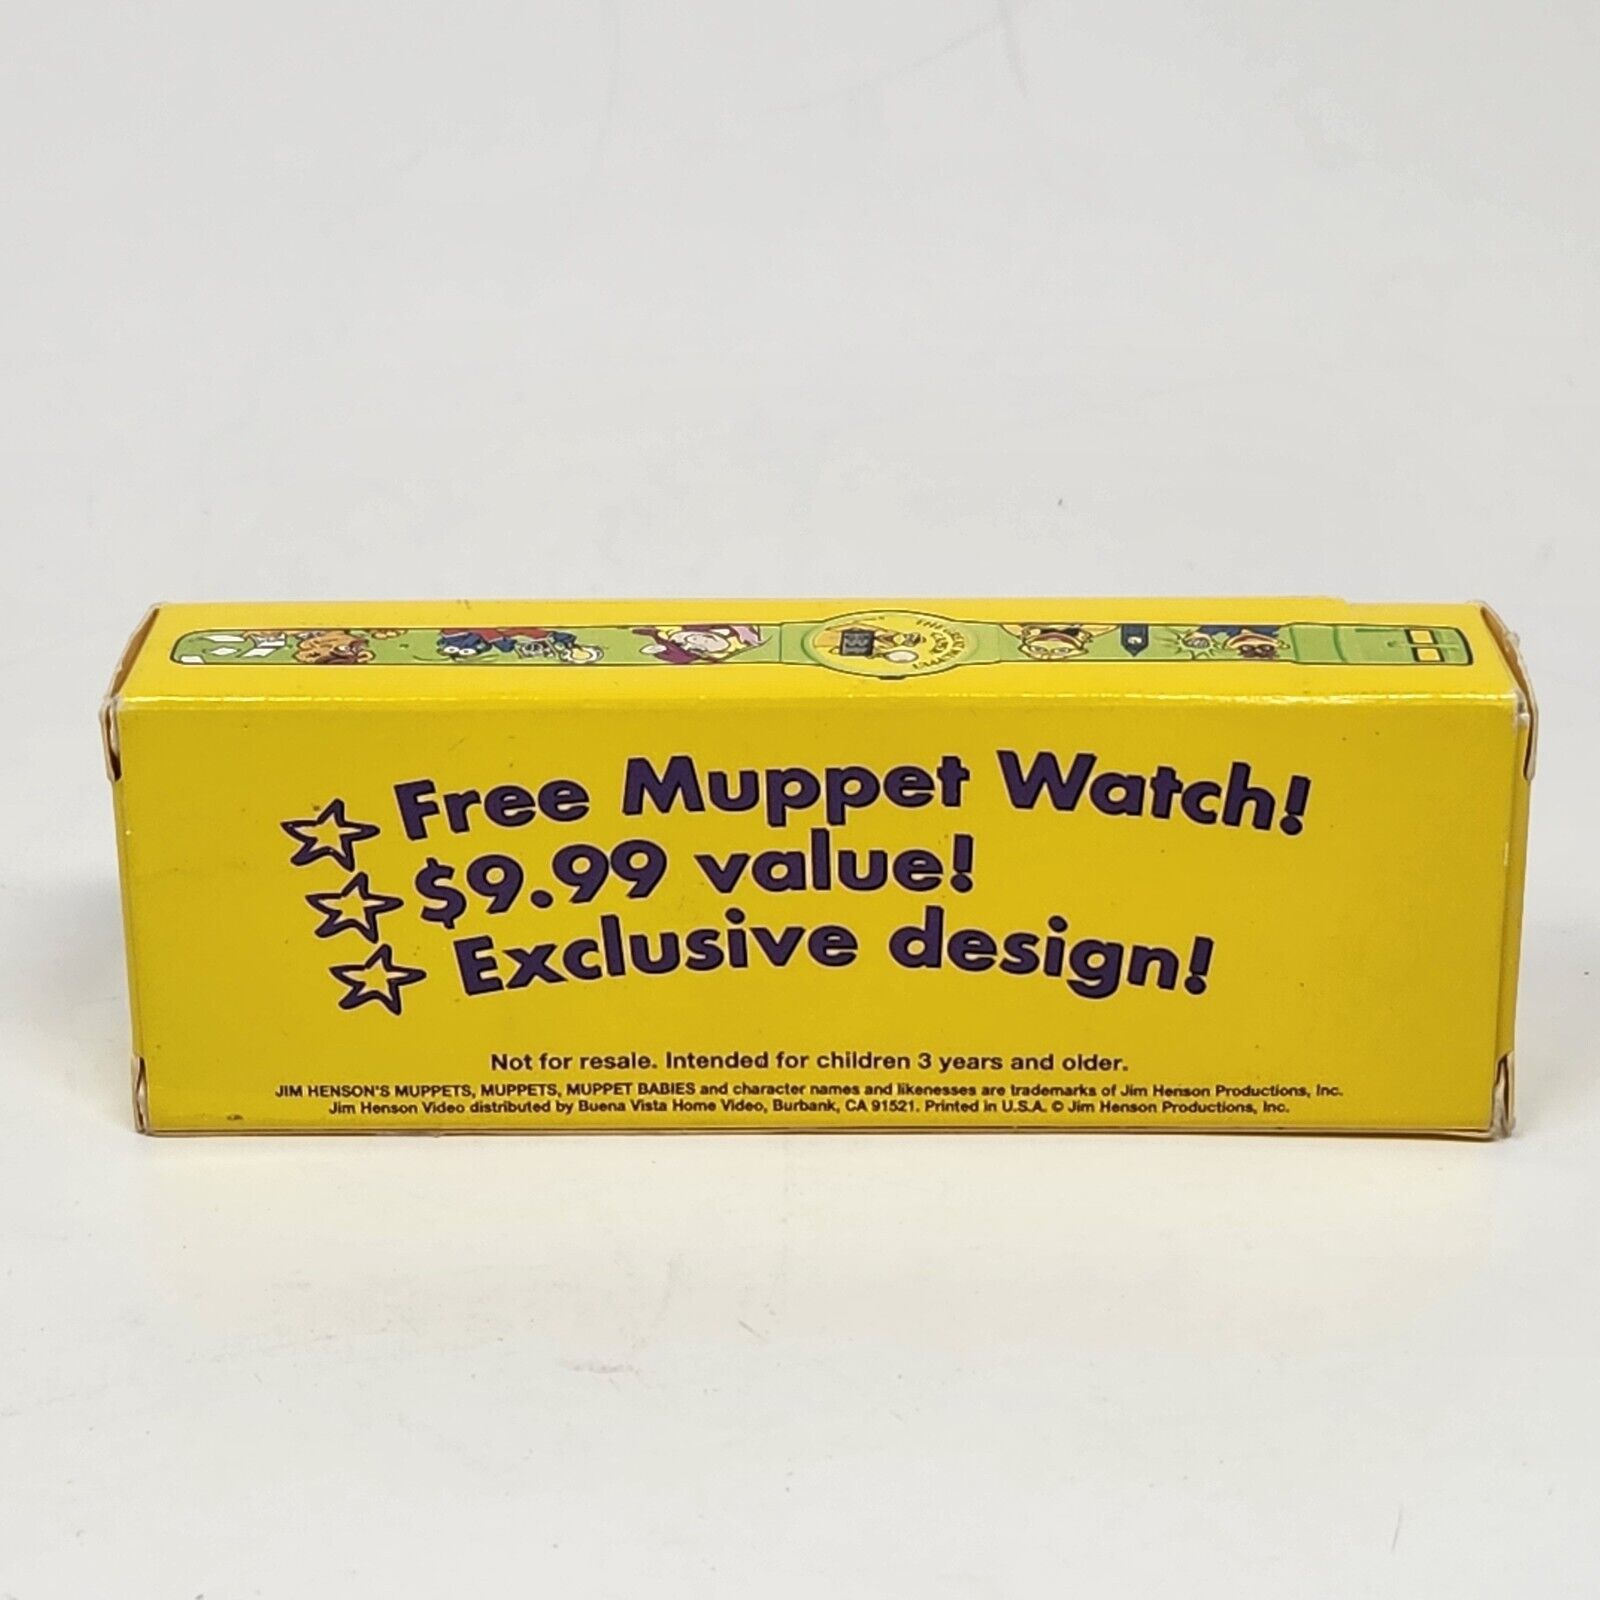 Free Muppet Watch!
$9.99 value!
Exclusive design!
Not for resale. Intended for children 3 years and older.
JIM HENSON'S MUPPETS, MUPPETS, MUPPET BABIES and character names and likenesses are trademarks of Jim Henson Productions, Inc.
Jim Henson Video distributed by Buena Vista Home Video, Burbank, CA 91521. Printed in U.S.A. © Jim Henson Productions, Inc.